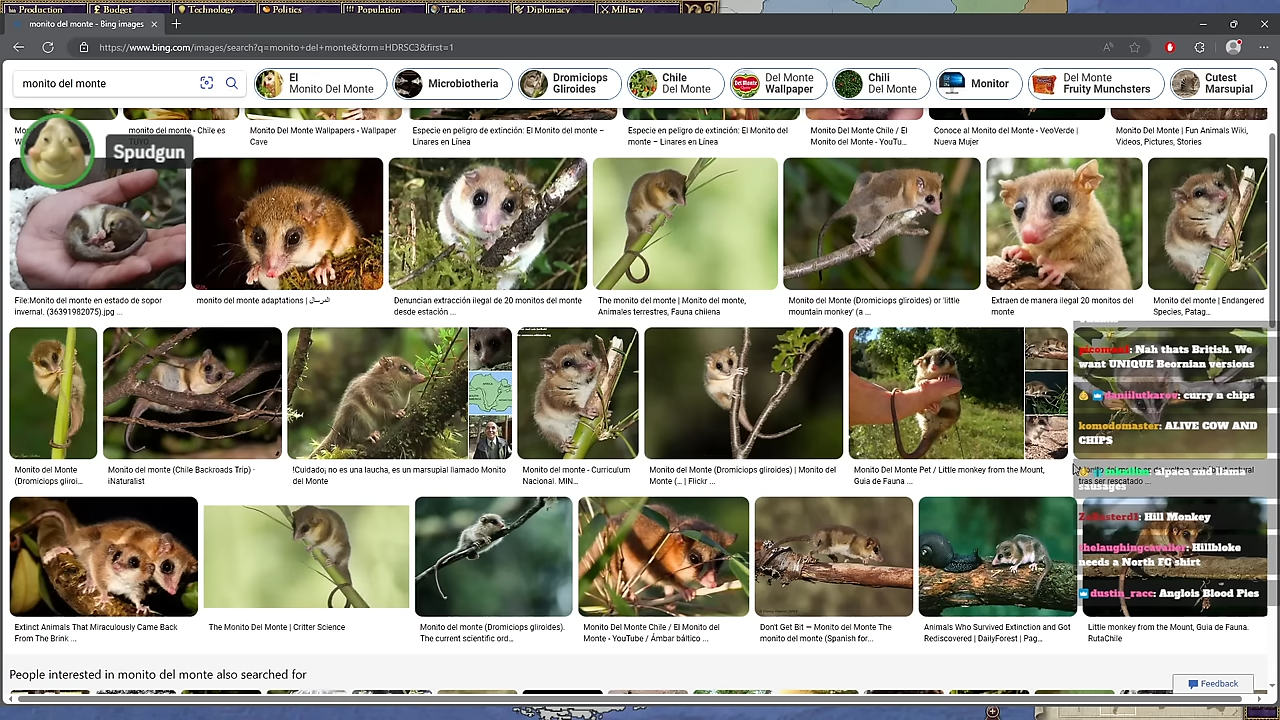 Production
Budget
Technology
Politics
Population
Trade
Diplomacy
Military
monito del monte - Bing images
https://www.bing.com/images/search?q=monito+del+monte&form=HDRSC3&first=1
monito del monte
El
Monito Del Monte
Microbiotheria
Dromiciops
Gliroides
Chile
Del Monte
Del Monte
Wallpaper
Chili
Del Monte
Monitor
Del Monte
Fruity Munchsters
Cutest
Marsupial
monito del monte - Chile es
TUYO
Monito Del Monte Wallpapers - Wallpaper
Cave
Especie en peligro de extinción: El Monito del monte –
Linares en Línea
Especie en peligro de extinción: El Monito del
monte – Linares en Línea
Monito Del Monte Chile / El
Monito del Monte - YouTu...
Conoce al Monito del Monte - VeoVerde |
Nueva Mujer
Monito del Monte | Fun Animals Wiki,
Videos, Pictures, Stories
Spudgun
File:Monito del monte en estado de sopor
invernal. (36391982075).jpg ...
monito del monte adaptations | المرسال
Denuncian extracción ilegal de 20 monitos del monte
desde estación ...
The monito del monte | Monito del monte,
Animales terrestres, Fauna chilena
Monito del Monte (Dromiciops gliroides) or 'little
mountain monkey' (a ...
Extraen de manera ilegal 20 monitos del
monte
Monito del monte | Endangered
Species, Patag...
Nah thats British. We
want UNIQUE Beornian versions
daniilutkarov: curry n chips
komodomaster: ALIVE COW AND
CHIPS
alpaca and llama
sausages
Hill Monkey
thelaughingcavalier: Hillbloke
needs a North FC shirt
dustin_racc: Anglois Blood Pies
Monito del Monte
(Dromiciops gliroi...
Monito del monte (Chile Backroads Trip) ·
iNaturalist
!Cuidado¡ no es una laucha, es un marsupial llamado Monito
del Monte
Monito del monte - Curriculum
Nacional. MIN...
Monito del Monte (Dromiciops gliroides) | Monito del
Monte (... | Flickr ...
Monito Del Monte Pet / Little monkey from the Mount,
Guia de Fauna ...
tras ser rescatado ...
Extinct Animals That Miraculously Came Back
From The Brink ...
The Monito Del Monte | Critter Science
Monito del monte (Dromiciops gliroides).
The current scientific ord...
Monito Del Monte Chile / El Monito del
Monte - YouTube / Ámbar báltico ...
Don't Get Bit — Monito del Monte The
monito del monte (Spanish for...
Animals Who Survived Extinction and Got
Rediscovered | DailyForest | Pag...
Little monkey from the Mount, Guia de Fauna.
RutaChile
People interested in monito del monte also searched for
Feedback